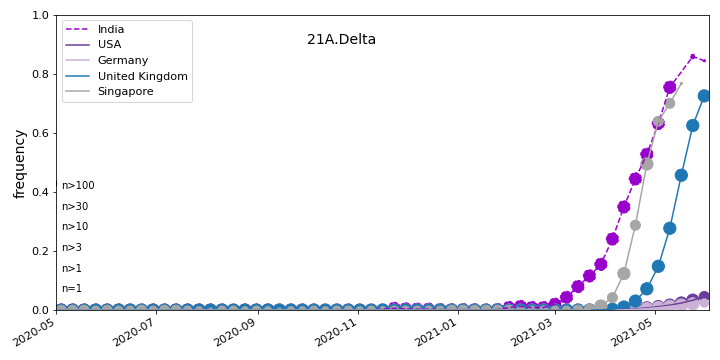 21A.Delta
India
USA
Germany
United Kingdom
Singapore
frequency
1.0
0.8
0.6
0.4
0.2
0.0
n>100
n>30
n>10
n>3
n>1
n=1
2020-05
2020-07
2020-09
2020-11
2021-01
2021-03
2021-05